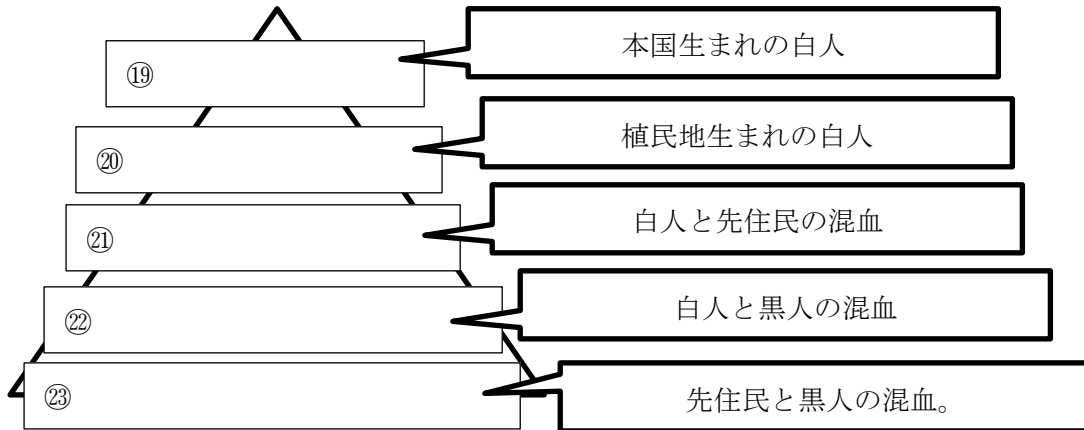 ⑲
本国生まれの白人
⑳
植民地生まれの白人
㉑
白人と先住民の混血
㉒
白人と黒人の混血
㉓
先住民と黒人の混血。